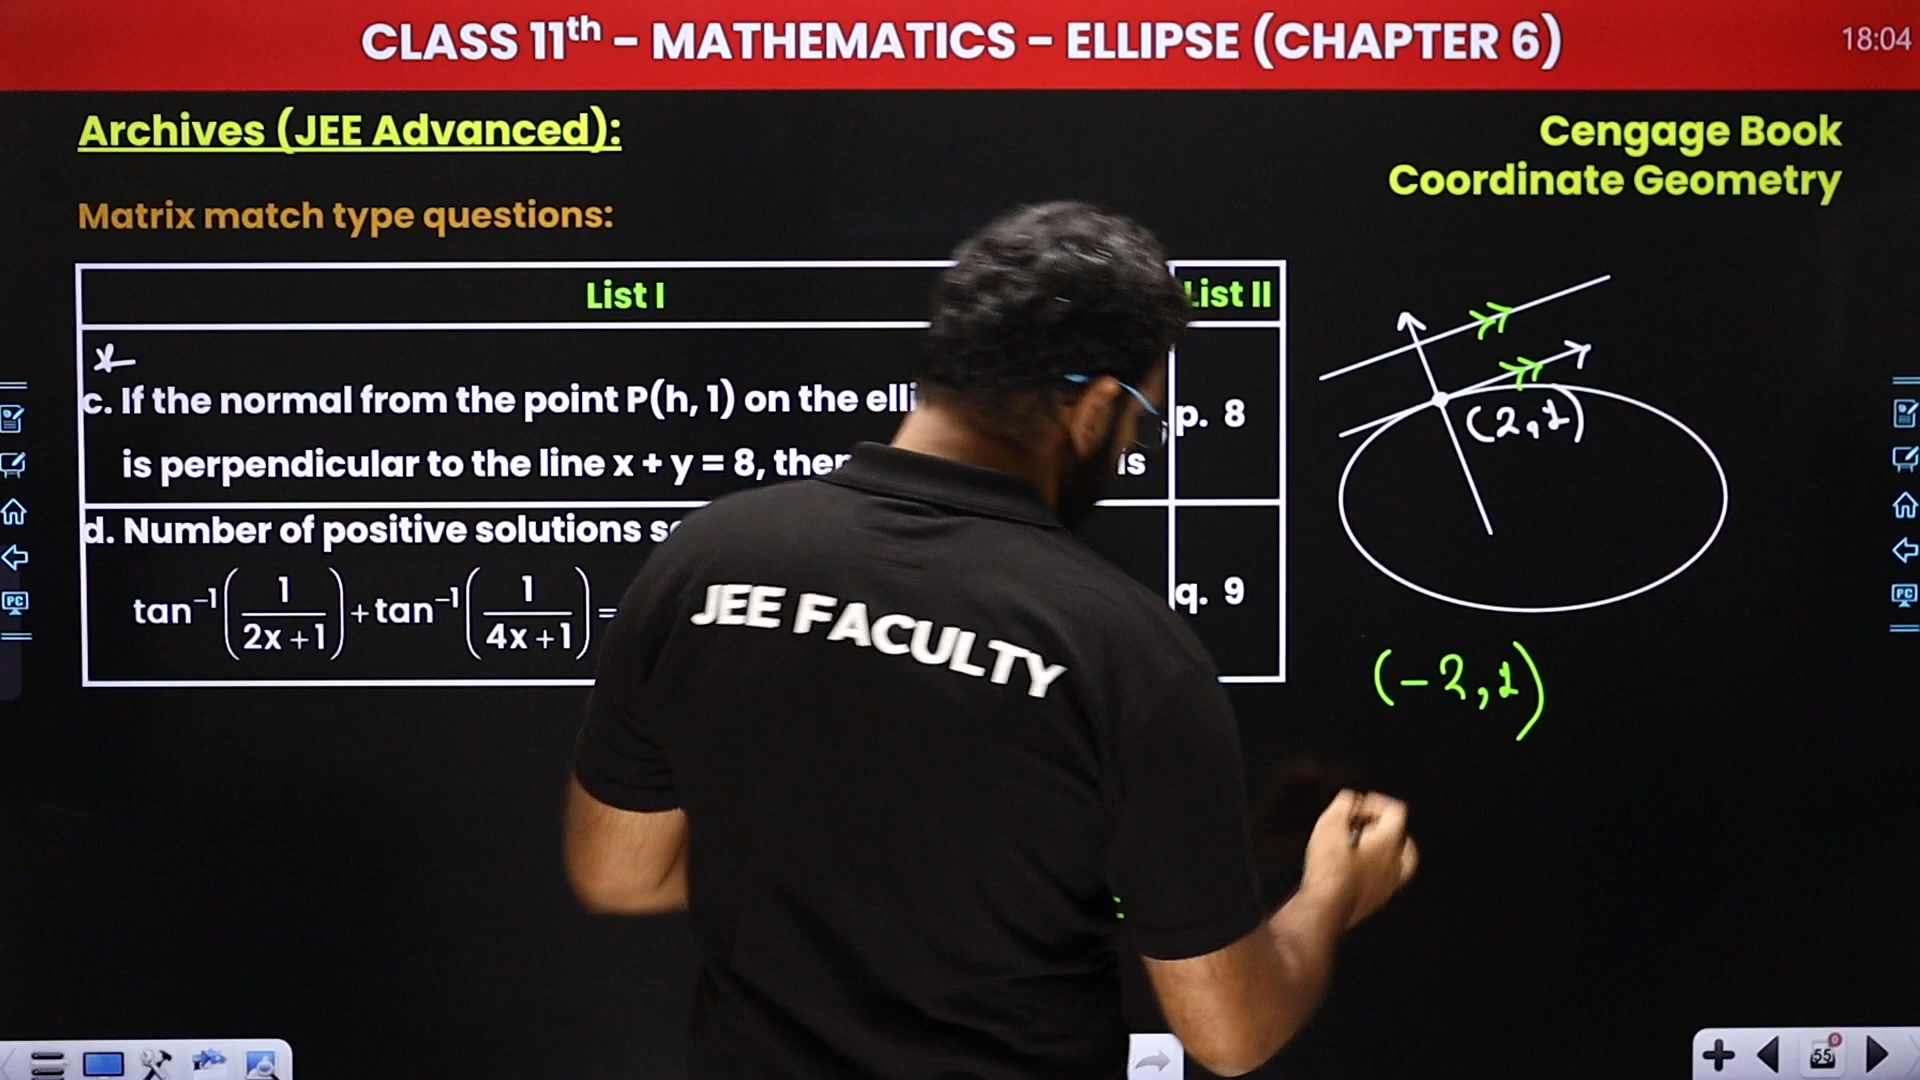 CLASS 11th – MATHEMATICS – ELLIPSE (CHAPTER 6)
18:04
Archives (JEE Advanced):
Cengage Book
Coordinate Geometry
Matrix match type questions:
List I
List II
c. If the normal from the point P(h, 1) on the elli
is perpendicular to the line x + y = 8, then is
p. 8
d. Number of positive solutions
tan⁻¹(1/(2x+1)) + tan⁻¹(1/(4x+1)) =
q. 9
(2,1)
(-2,1)
JEE FACULTY
PC
PC
55